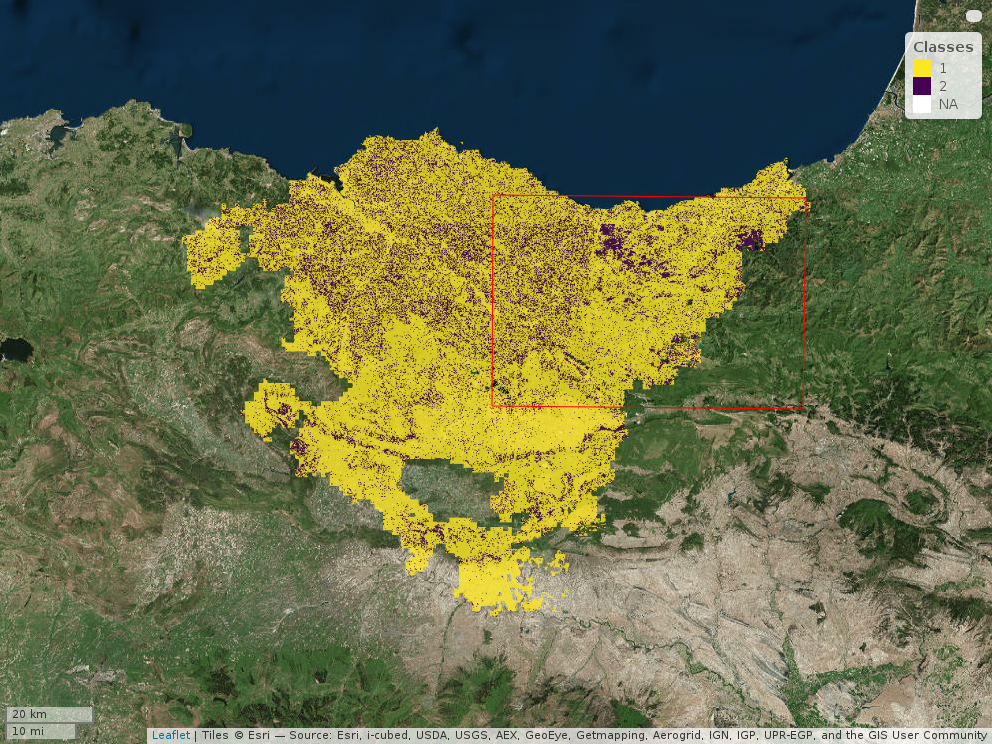 Classes
1
2
NA
20 km
10 mi
Leaflet | Tiles © Esri — Source: Esri, i-cubed, USDA, USGS, AEX, GeoEye, Getmapping, Aerogrid, IGN, IGP, UPR-EGP, and the GIS User Community